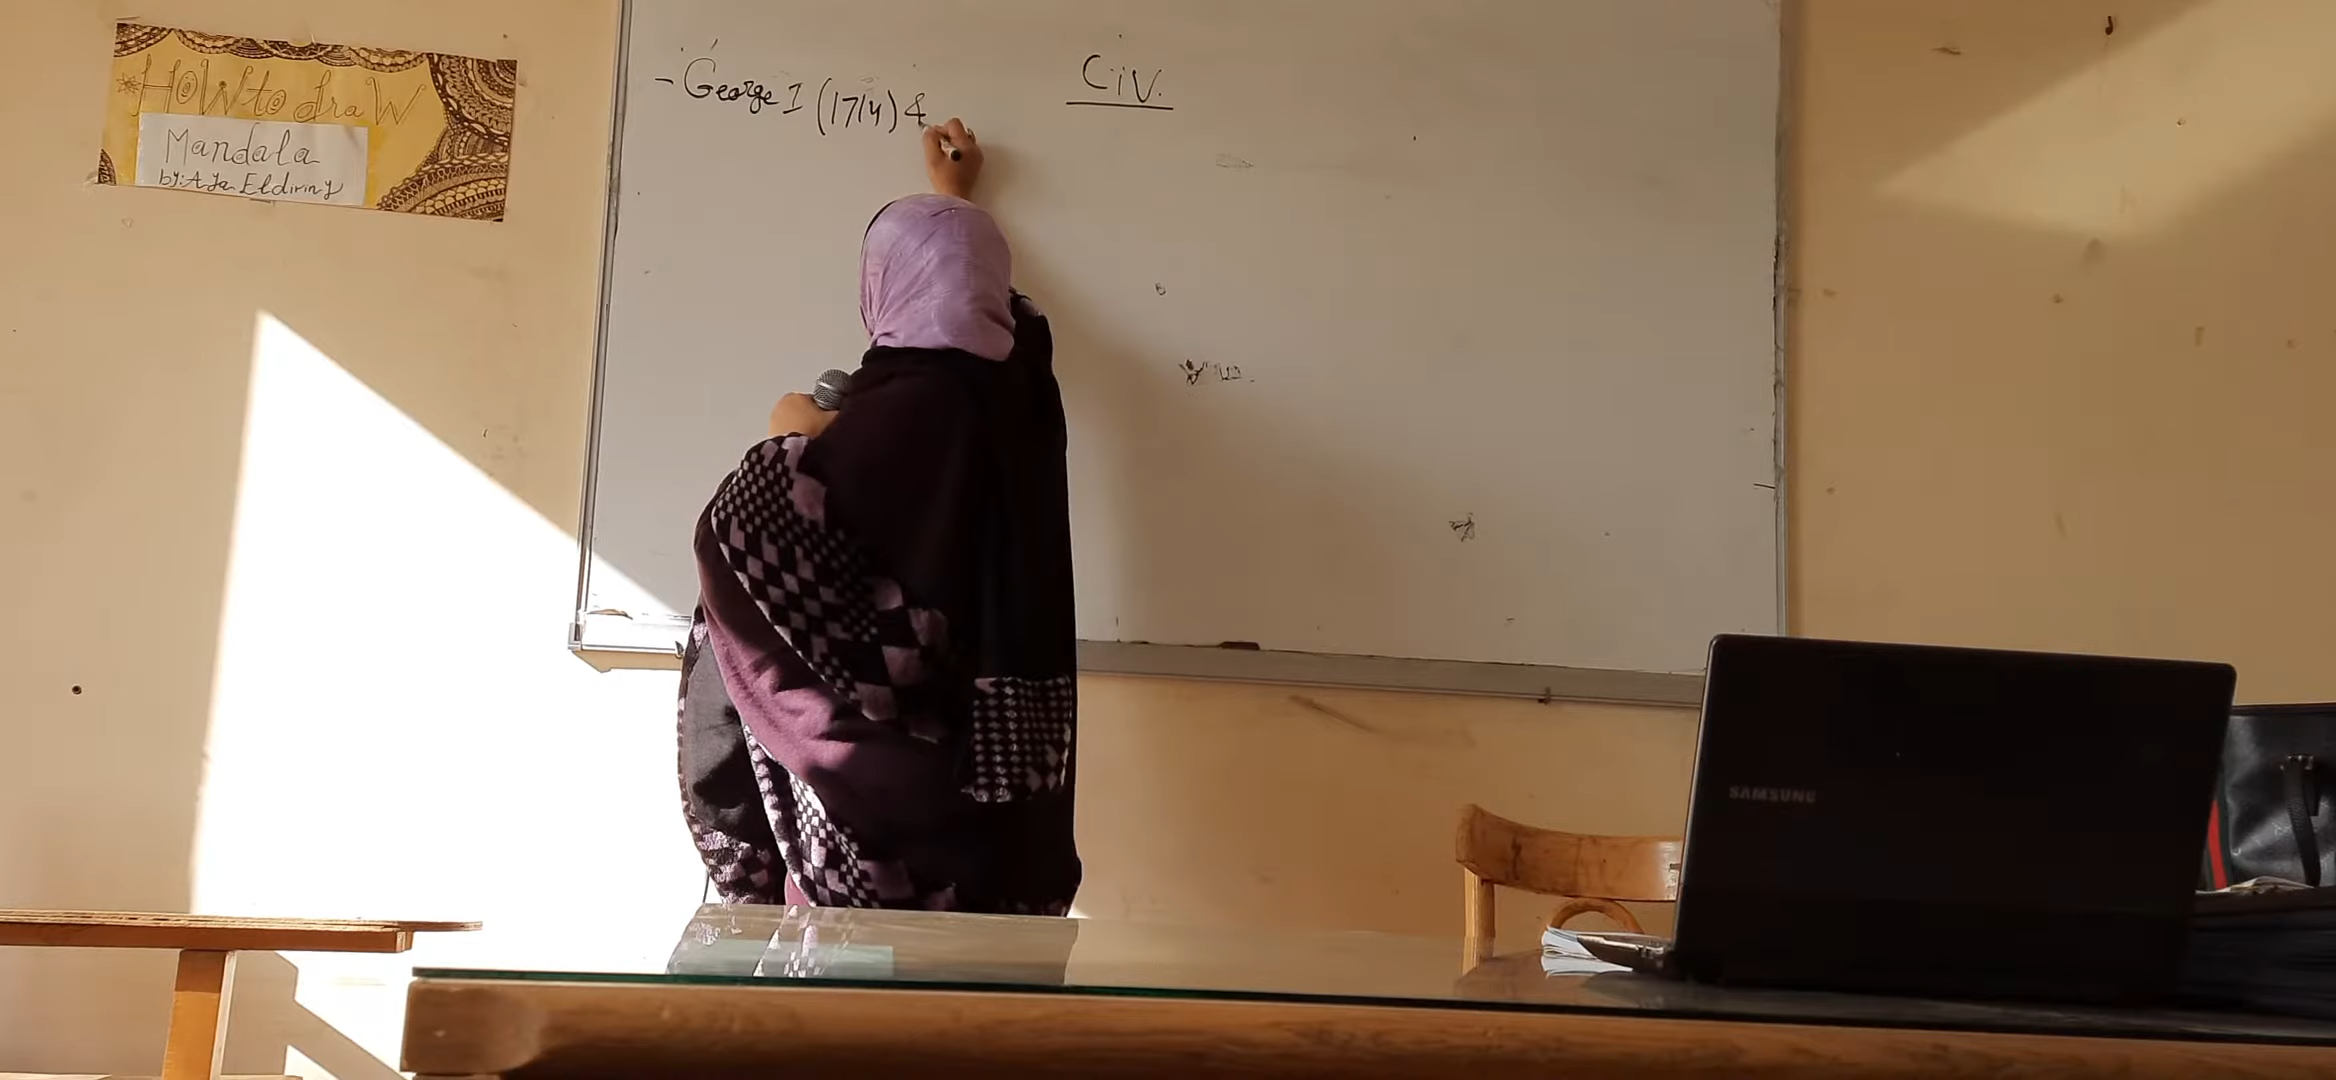 How to draw
Mandala
by: Aya Eldiriny
CiV.
- George I (1714) &
SAMSUNG